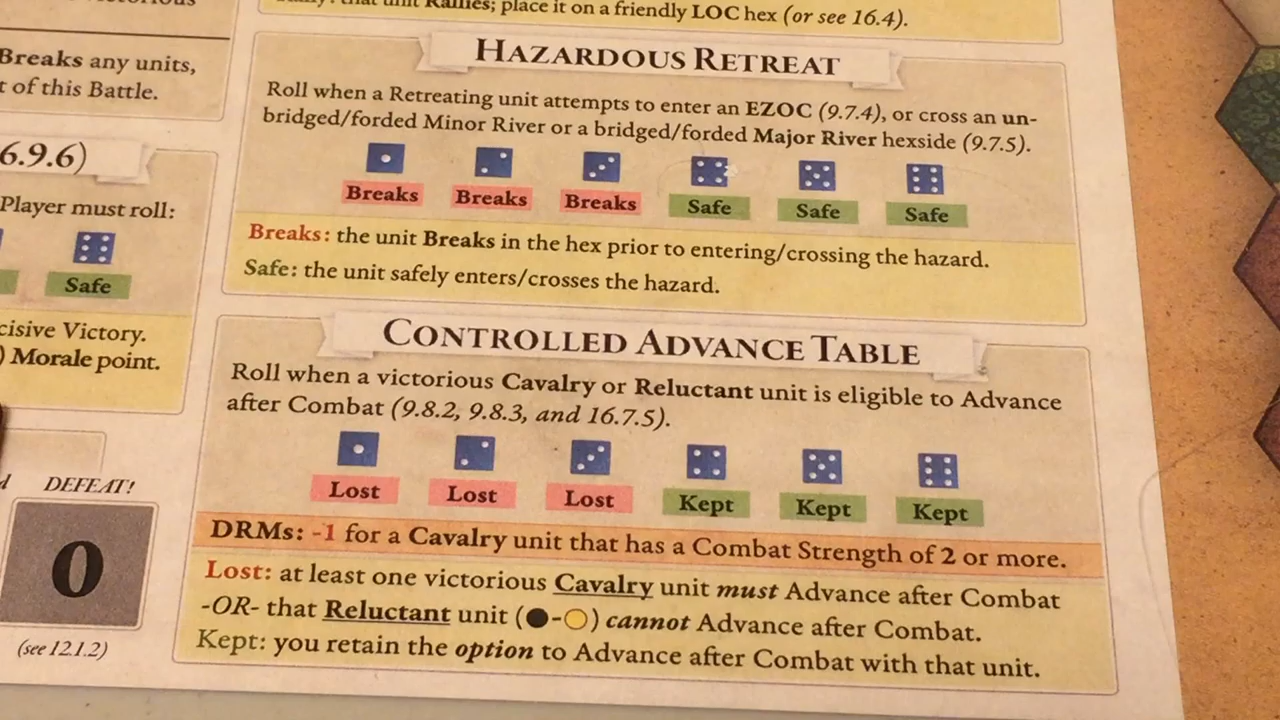 Rallies; place it on a friendly LOC hex (or see 16.4).
Breaks any units,
of this Battle.
6.9.6)
Player must roll:
Safe
cisive Victory.
) Morale point.
DEFEAT!
0
(see 12.1.2)
HAZARDOUS RETREAT
Roll when a Retreating unit attempts to enter an EZOC (9.7.4), or cross an un-
bridged/forded Minor River or a bridged/forded Major River hexside (9.7.5).
Breaks Breaks Breaks Safe Safe Safe
Breaks: the unit Breaks in the hex prior to entering/crossing the hazard.
Safe: the unit safely enters/crosses the hazard.
CONTROLLED ADVANCE TABLE
Roll when a victorious Cavalry or Reluctant unit is eligible to Advance
after Combat (9.8.2, 9.8.3, and 16.7.5).
Lost Lost Lost Kept Kept Kept
DRMs: -1 for a Cavalry unit that has a Combat Strength of 2 or more.
Lost: at least one victorious Cavalry unit must Advance after Combat
-OR- that Reluctant unit (●-○) cannot Advance after Combat.
Kept: you retain the option to Advance after Combat with that unit.